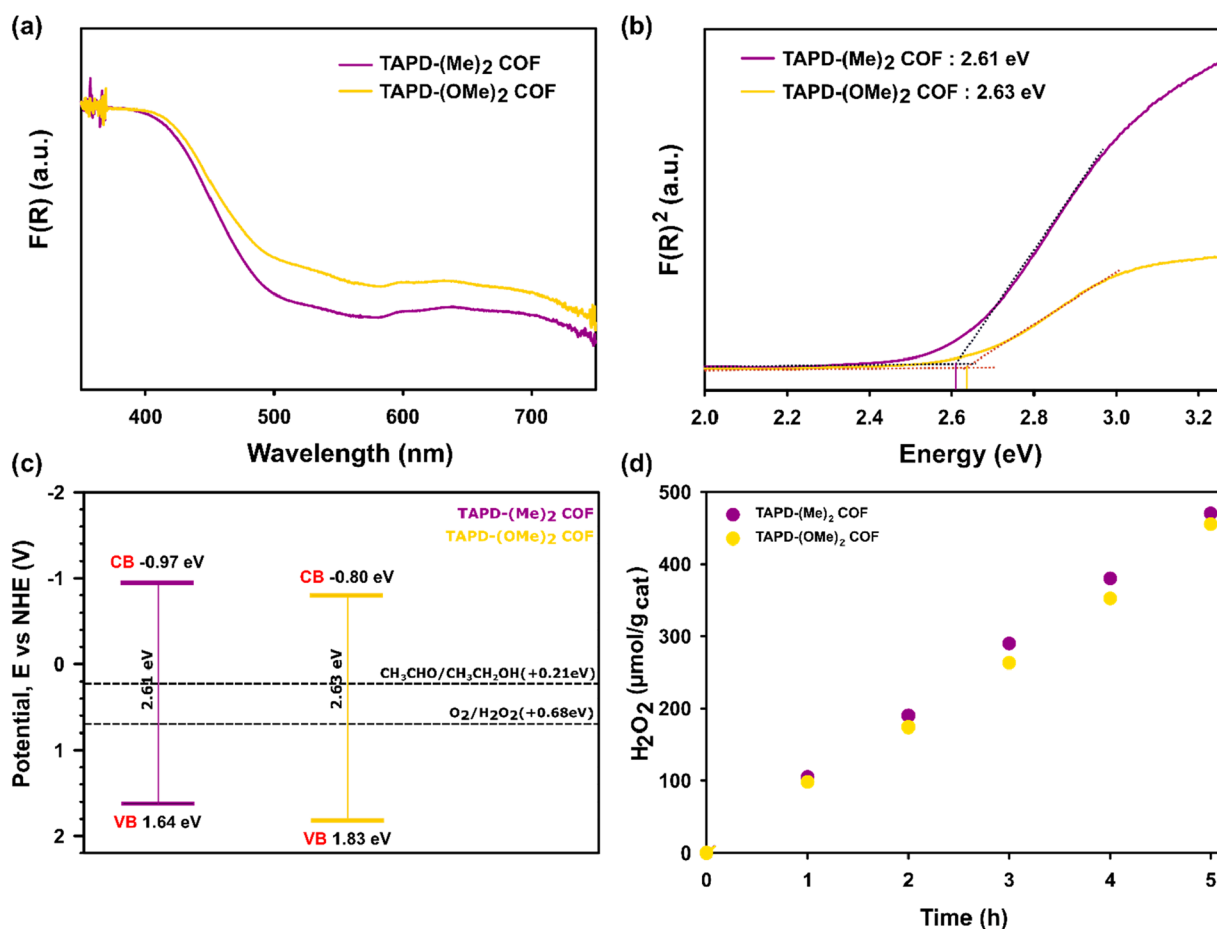 (a)
TAPD-(Me)₂ COF
TAPD-(OMe)₂ COF
F(R) (a.u.)
400 500 600 700
Wavelength (nm)
(b)
TAPD-(Me)₂ COF : 2.61 eV
TAPD-(OMe)₂ COF : 2.63 eV
F(R)² (a.u.)
2.0 2.2 2.4 2.6 2.8 3.0 3.2
Energy (eV)
(c)
TAPD-(Me)₂ COF
TAPD-(OMe)₂ COF
Potential, E vs NHE (V)
-2
-1
0
1
2
CB -0.97 eV
CB -0.80 eV
2.61 eV
2.63 eV
CH₃CHO/CH₃CH₂OH(+0.21eV)
O₂/H₂O₂(+0.68eV)
VB 1.64 eV
VB 1.83 eV
(d)
TAPD-(Me)₂ COF
TAPD-(OMe)₂ COF
H₂O₂ (μmol/g cat)
500
400
300
200
100
0
0 1 2 3 4 5
Time (h)